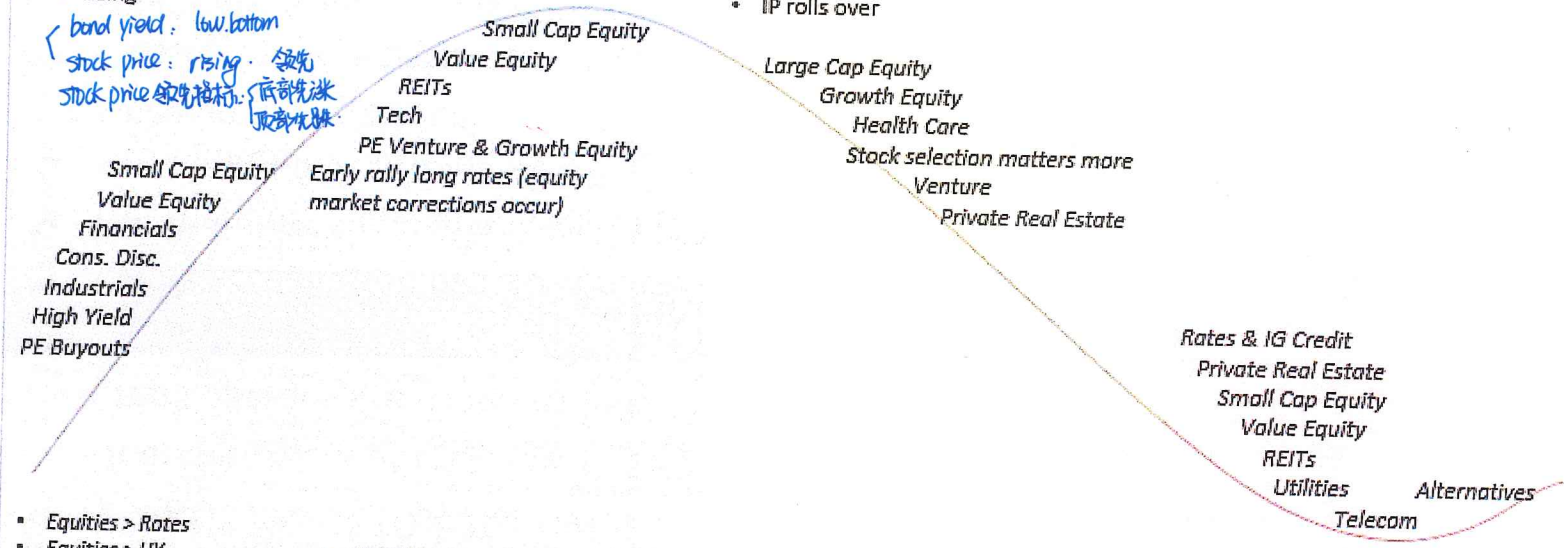 bond yield: low.bottom
stock price: rising. 领先
stock price 领先指标: 底部先涨
顶部先跌.
Small Cap Equity
Value Equity
Financials
Cons. Disc.
Industrials
High Yield
PE Buyouts
Small Cap Equity
Value Equity
REITs
Tech
PE Venture & Growth Equity
Early rally long rates (equity
market corrections occur)
• IP rolls over
Large Cap Equity
Growth Equity
Health Care
Stock selection matters more
Venture
Private Real Estate
Rates & IG Credit
Private Real Estate
Small Cap Equity
Value Equity
REITs
Utilities
Alternatives
Telecom
▪ Equities > Rates